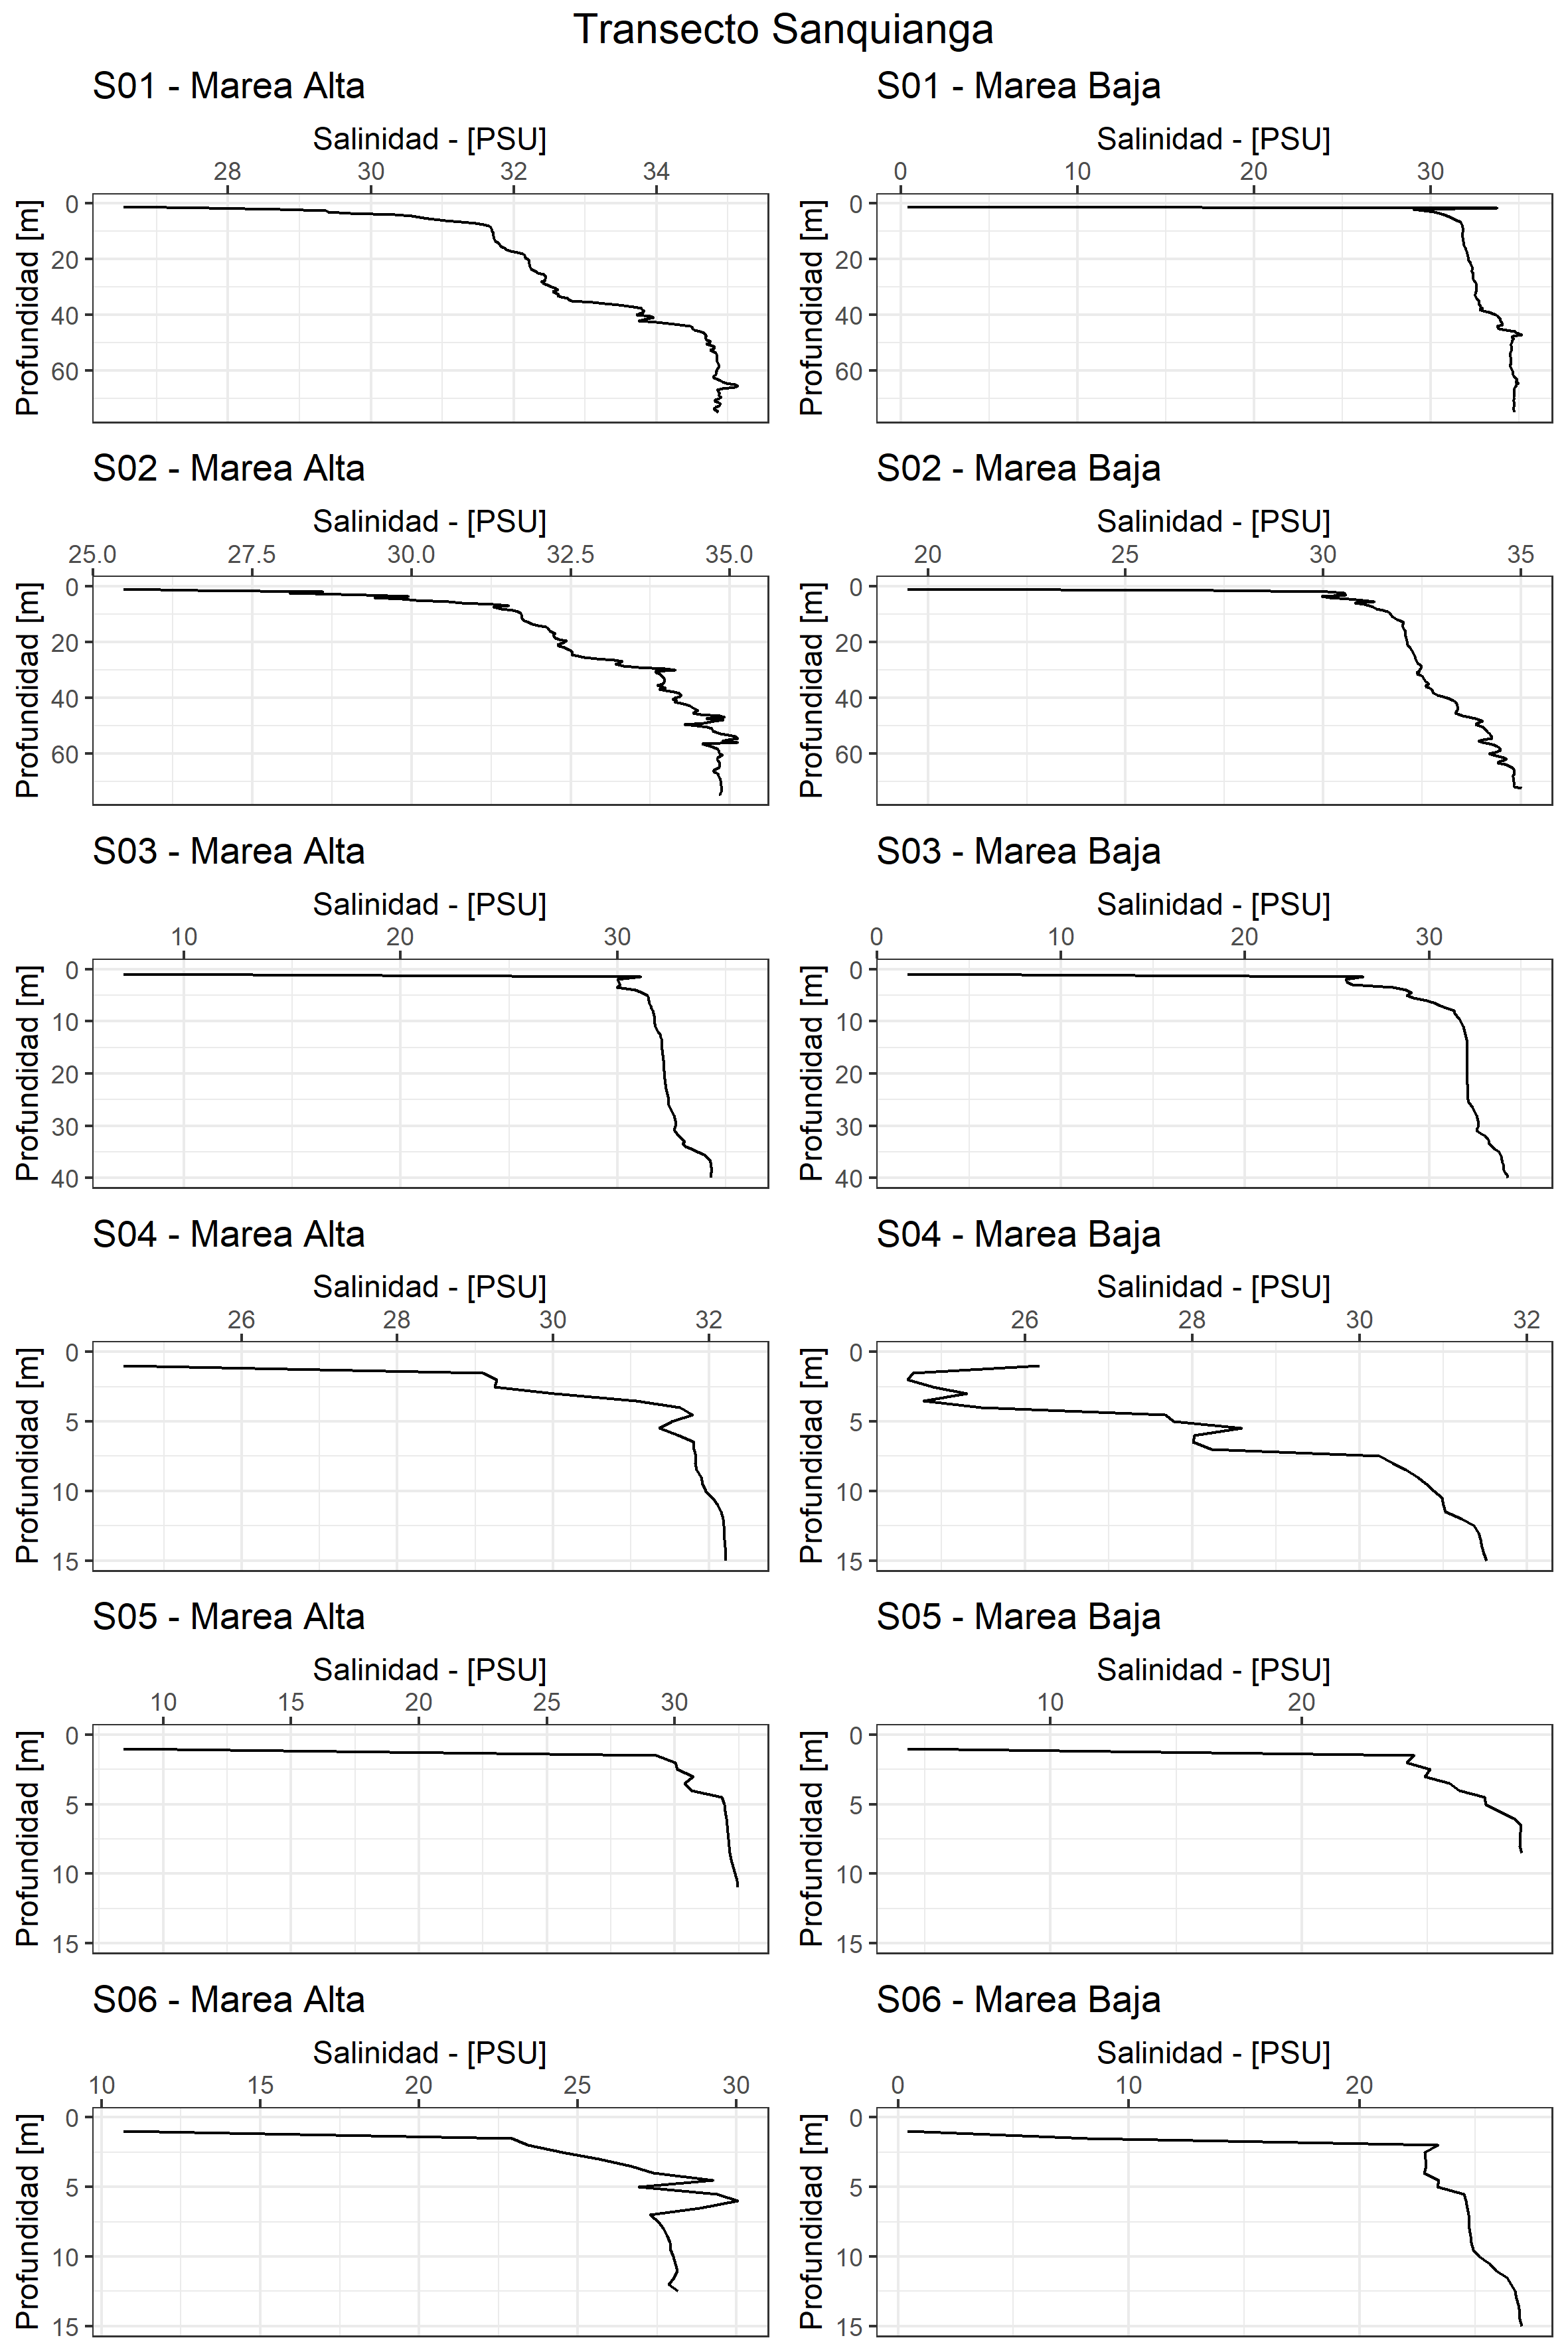 Transecto Sanquianga
S01 - Marea Alta
Salinidad - [PSU]
28 30 32 34
Profundidad [m]
0
20
40
60
S01 - Marea Baja
Salinidad - [PSU]
0 10 20 30
Profundidad [m]
0
20
40
60
S02 - Marea Alta
Salinidad - [PSU]
25.0 27.5 30.0 32.5 35.0
Profundidad [m]
0
20
40
60
S02 - Marea Baja
Salinidad - [PSU]
20 25 30 35
Profundidad [m]
0
20
40
60
S03 - Marea Alta
Salinidad - [PSU]
10 20 30
Profundidad [m]
0
10
20
30
40
S03 - Marea Baja
Salinidad - [PSU]
0 10 20 30
Profundidad [m]
0
10
20
30
40
S04 - Marea Alta
Salinidad - [PSU]
26 28 30 32
Profundidad [m]
0
5
10
15
S04 - Marea Baja
Salinidad - [PSU]
26 28 30 32
Profundidad [m]
0
5
10
15
S05 - Marea Alta
Salinidad - [PSU]
10 15 20 25 30
Profundidad [m]
0
5
10
15
S05 - Marea Baja
Salinidad - [PSU]
10 20
Profundidad [m]
0
5
10
15
S06 - Marea Alta
Salinidad - [PSU]
10 15 20 25 30
Profundidad [m]
0
5
10
15
S06 - Marea Baja
Salinidad - [PSU]
0 10 20
Profundidad [m]
0
5
10
15